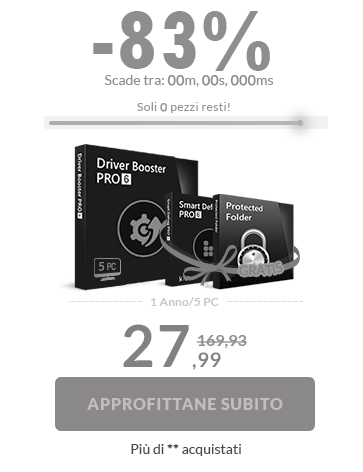 -83%
Scade tra: 00m, 00s, 000ms
Soli 0 pezzi resti!
Driver Booster
PRO 6
Driver Booster PRO 6
5 PC
Smart Def
PRO 6
Protected
Folder
Protected Folder
GRATIS
1 Anno/5 PC
27,99
169,93
APPROFITTANE SUBITO
Più di ** acquistati